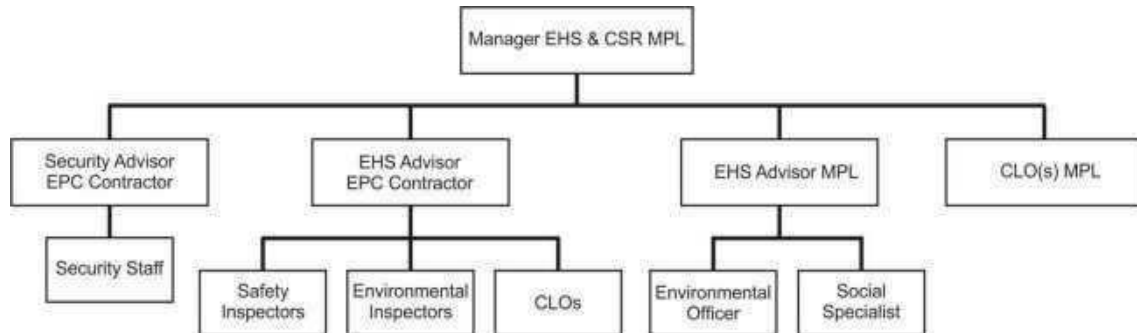 Manager EHS & CSR MPL
Security Advisor
EPC Contractor
EHS Advisor
EPC Contractor
EHS Advisor MPL
CLO(s) MPL
Security Staff
Safety
Inspectors
Environmental
Inspectors
CLOs
Environmental
Officer
Social
Specialist